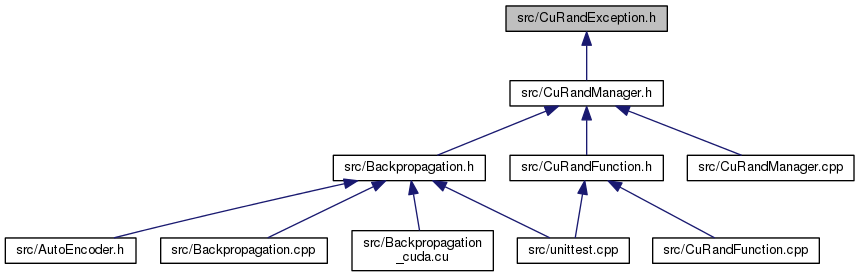 src/CuRandException.h
src/CuRandManager.h
src/Backpropagation.h
src/CuRandFunction.h
src/CuRandManager.cpp
src/AutoEncoder.h
src/Backpropagation.cpp
src/Backpropagation
_cuda.cu
src/unittest.cpp
src/CuRandFunction.cpp